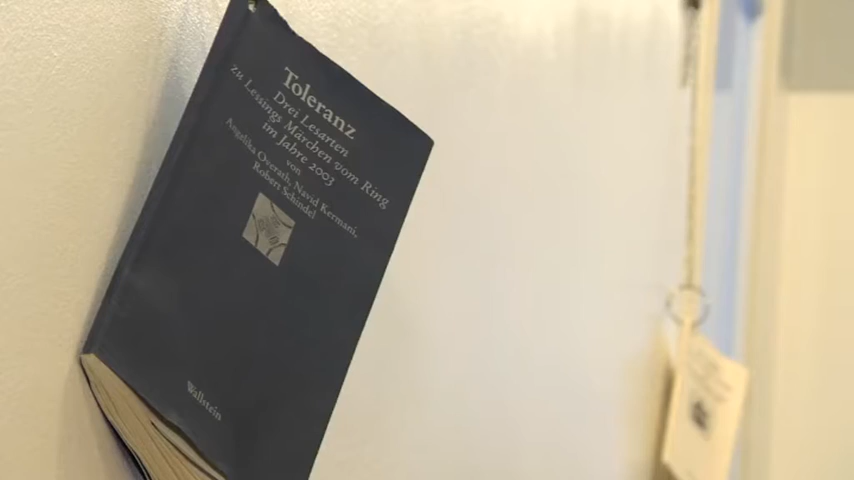 Toleranz
Drei Lesarten
zu Lessings Märchen vom Ring
im Jahre 2003
von
Angelika Overath, Navid Kermani,
Robert Schindel
Wallstein